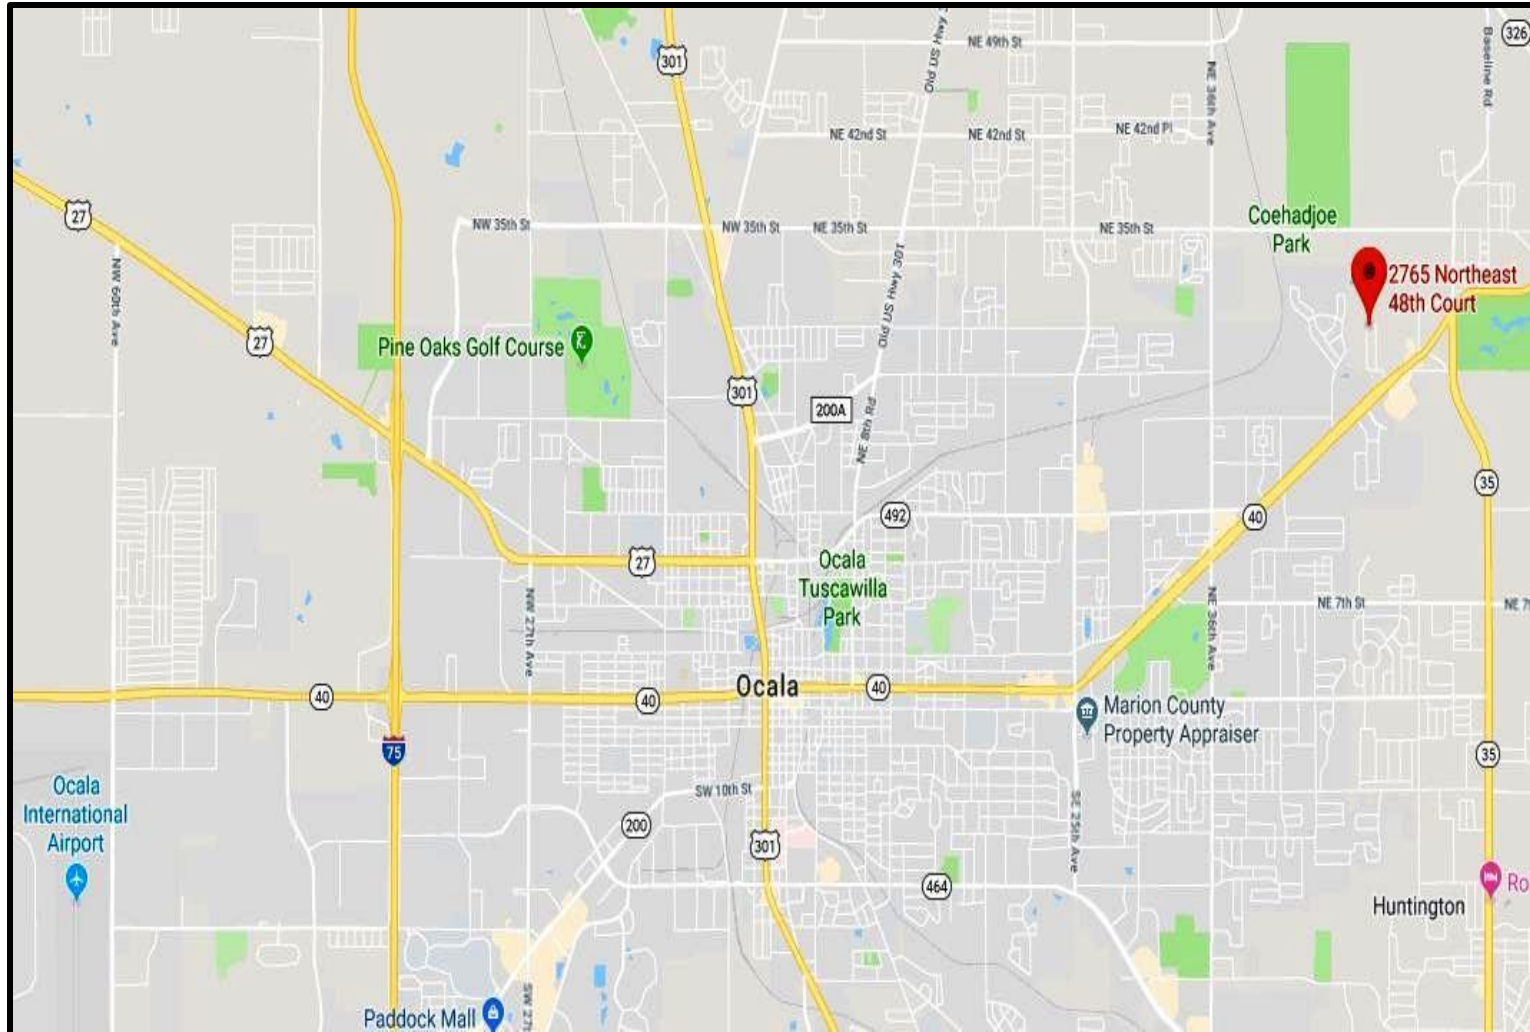 326
NE 49th St
Old US Hwy
301
NE 36th Ave
Baseline Rd
NE 42nd St
NE 42nd St
NE 42nd Pl
27
NW 35th St
NW 35th St
NE 35th St
NE 35th St
Coehadjoe
Park
NW 60th Ave
Old US Hwy 301
2765 Northeast
48th Court
27
Pine Oaks Golf Course
301
200A
NE 8th Rd
35
492
40
27
Ocala
Tuscawilla
Park
NW 27th Ave
NE 36th Ave
NE 7th St
40
40
Ocala
40
Marion County
Property Appraiser
75
35
Ocala
International
Airport
SW 10th St
200
301
SE 25th Ave
464
Huntington
Paddock Mall